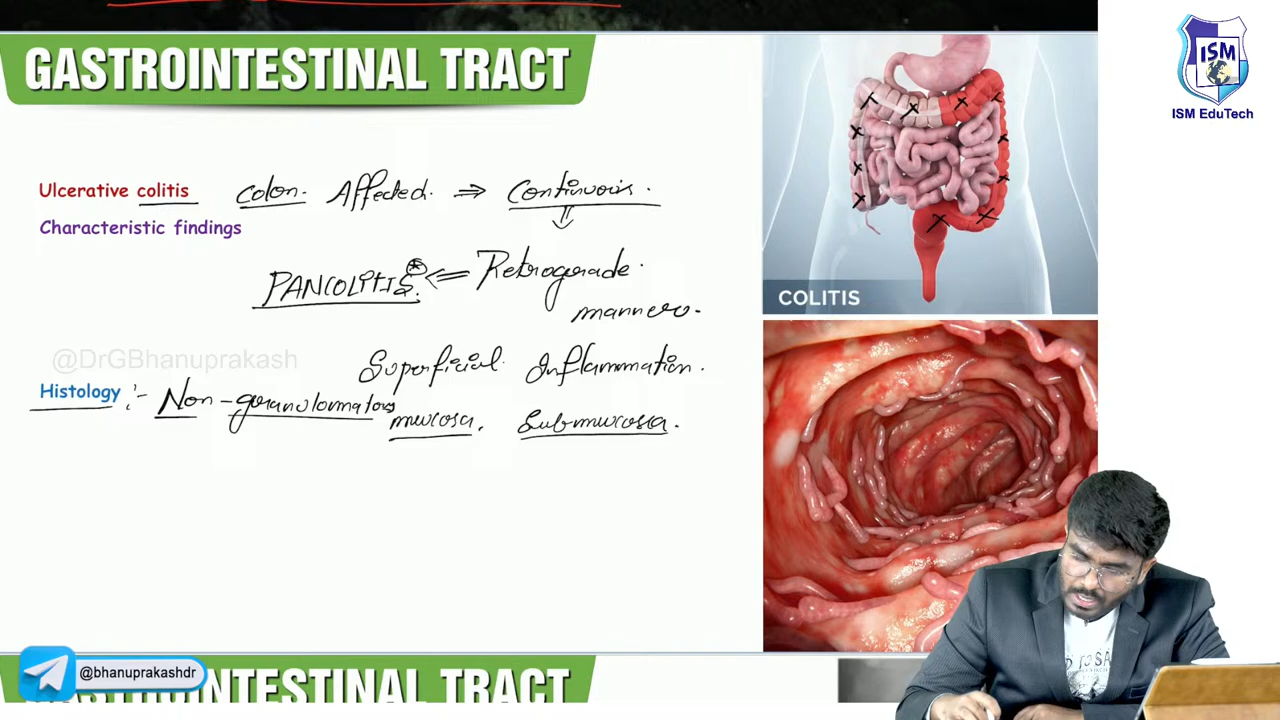 GASTROINTESTINAL TRACT
ISM
ISM EduTech
Ulcerative colitis colon. Affected. ⇒ Continuous.
Characteristic findings
PANCOLITIS. ⇐ Retrograde
manner.
COLITIS
@DrGBhanuprakash
Superficial Inflammation.
Histology :- Non-granulomatous
mucosa. Submucosa.
@bhanuprakashdr
GASTROINTESTINAL TRACT